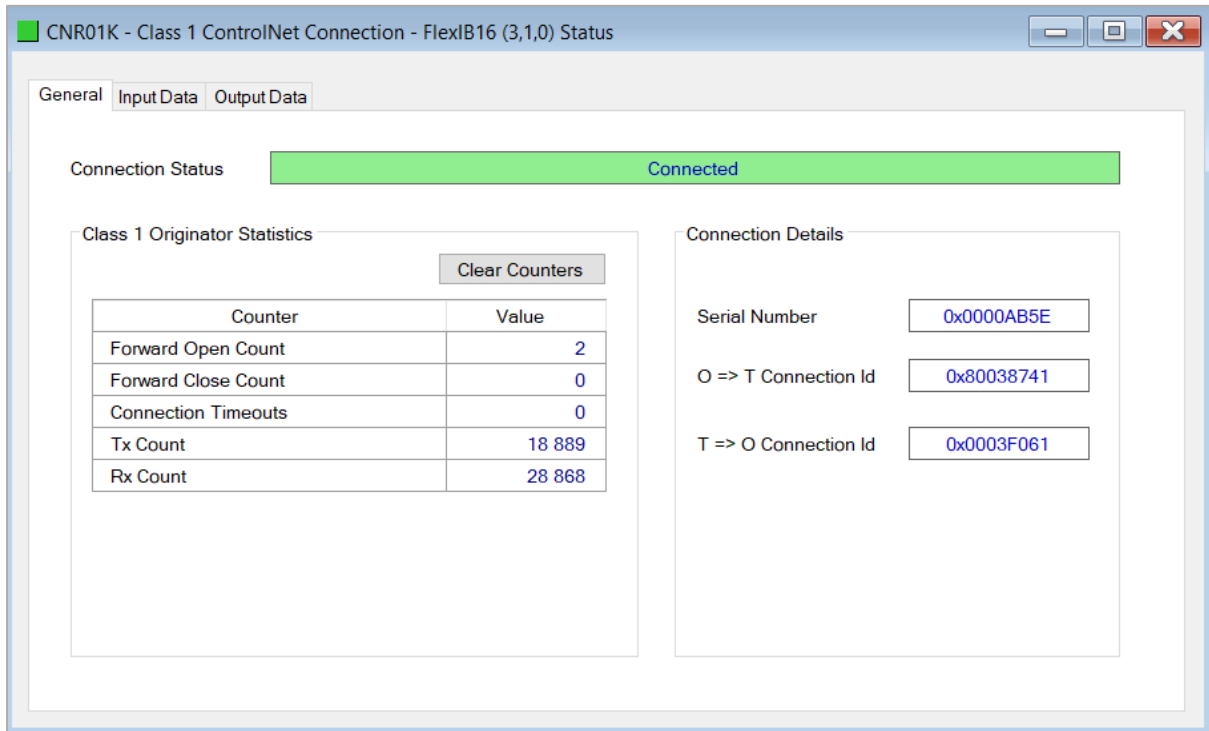 CNR01K - Class 1 ControlNet Connection - FlexIB16 (3,1,0) Status
General Input Data Output Data
Connection Status Connected
Class 1 Originator Statistics
Clear Counters
Counter Value
Forward Open Count 2
Forward Close Count 0
Connection Timeouts 0
Tx Count 18 889
Rx Count 28 868
Connection Details
Serial Number 0x0000AB5E
O => T Connection Id 0x80038741
T => O Connection Id 0x0003F061